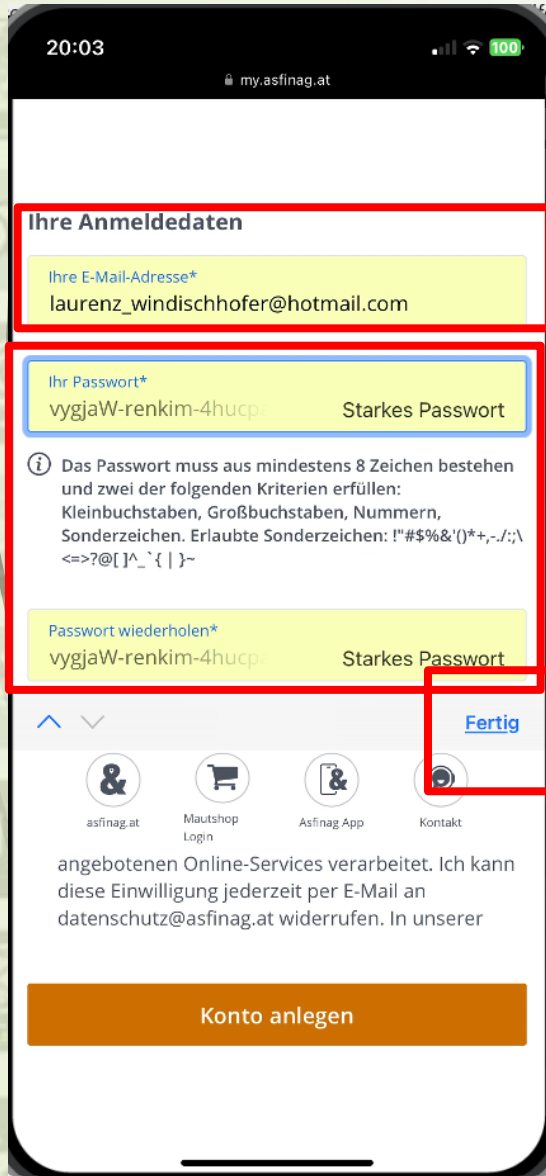 20:03
100
my.asfinag.at
Ihre Anmeldedaten
Ihre E-Mail-Adresse*
laurenz_windischhofer@hotmail.com
Ihr Passwort*
vygjaW-renkim-4hucpa Starkes Passwort
Das Passwort muss aus mindestens 8 Zeichen bestehen
und zwei der folgenden Kriterien erfüllen:
Kleinbuchstaben, Großbuchstaben, Nummern,
Sonderzeichen. Erlaubte Sonderzeichen: !"#$%&'()*+,-./:;\
<=>?@[ ]^_`{ | }~
Passwort wiederholen*
vygjaW-renkim-4hucpa Starkes Passwort
Fertig
&
&
asfinag.at
Mautshop
Login
Asfinag App
Kontakt
angebotenen Online-Services verarbeitet. Ich kann
diese Einwilligung jederzeit per E-Mail an
datenschutz@asfinag.at widerrufen. In unserer
Konto anlegen